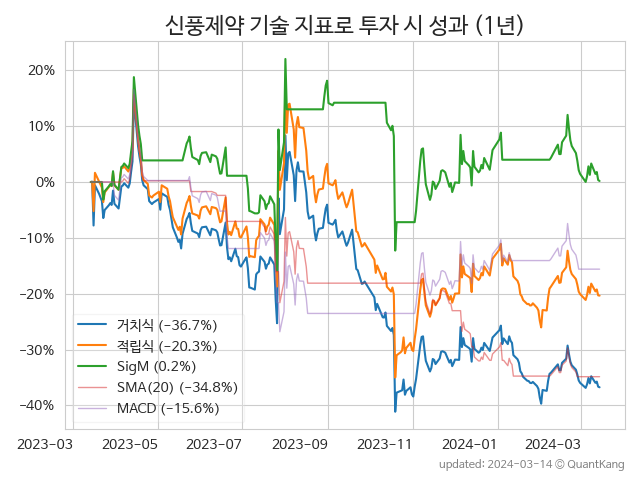 신풍제약 기술 지표로 투자 시 성과 (1년)
20%
10%
0%
−10%
−20%
−30%
−40%
거치식 (−36.7%)
적립식 (−20.3%)
SigM (0.2%)
SMA(20) (−34.8%)
MACD (−15.6%)
2023-03 2023-05 2023-07 2023-09 2023-11 2024-01 2024-03
updated: 2024-03-14 © QuantKang